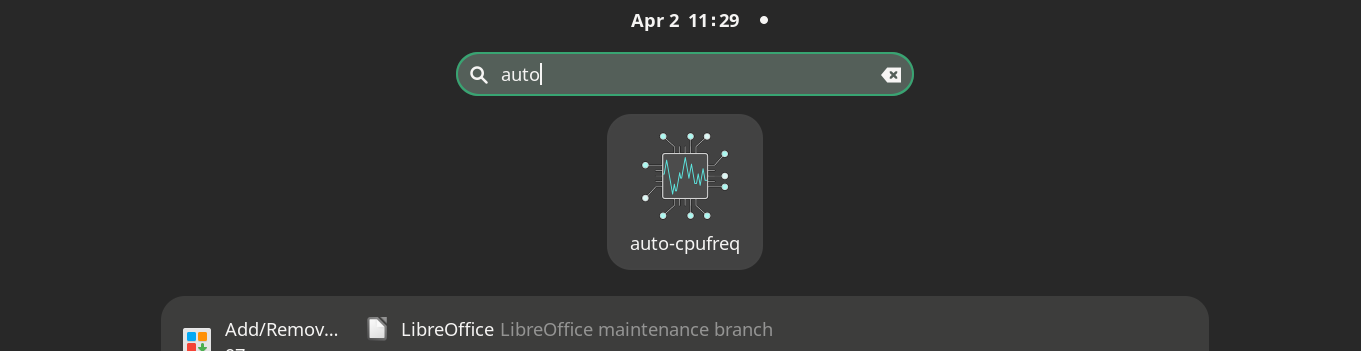 Apr 2 11:29
auto
auto-cpufreq
Add/Remov... LibreOffice LibreOffice maintenance branch